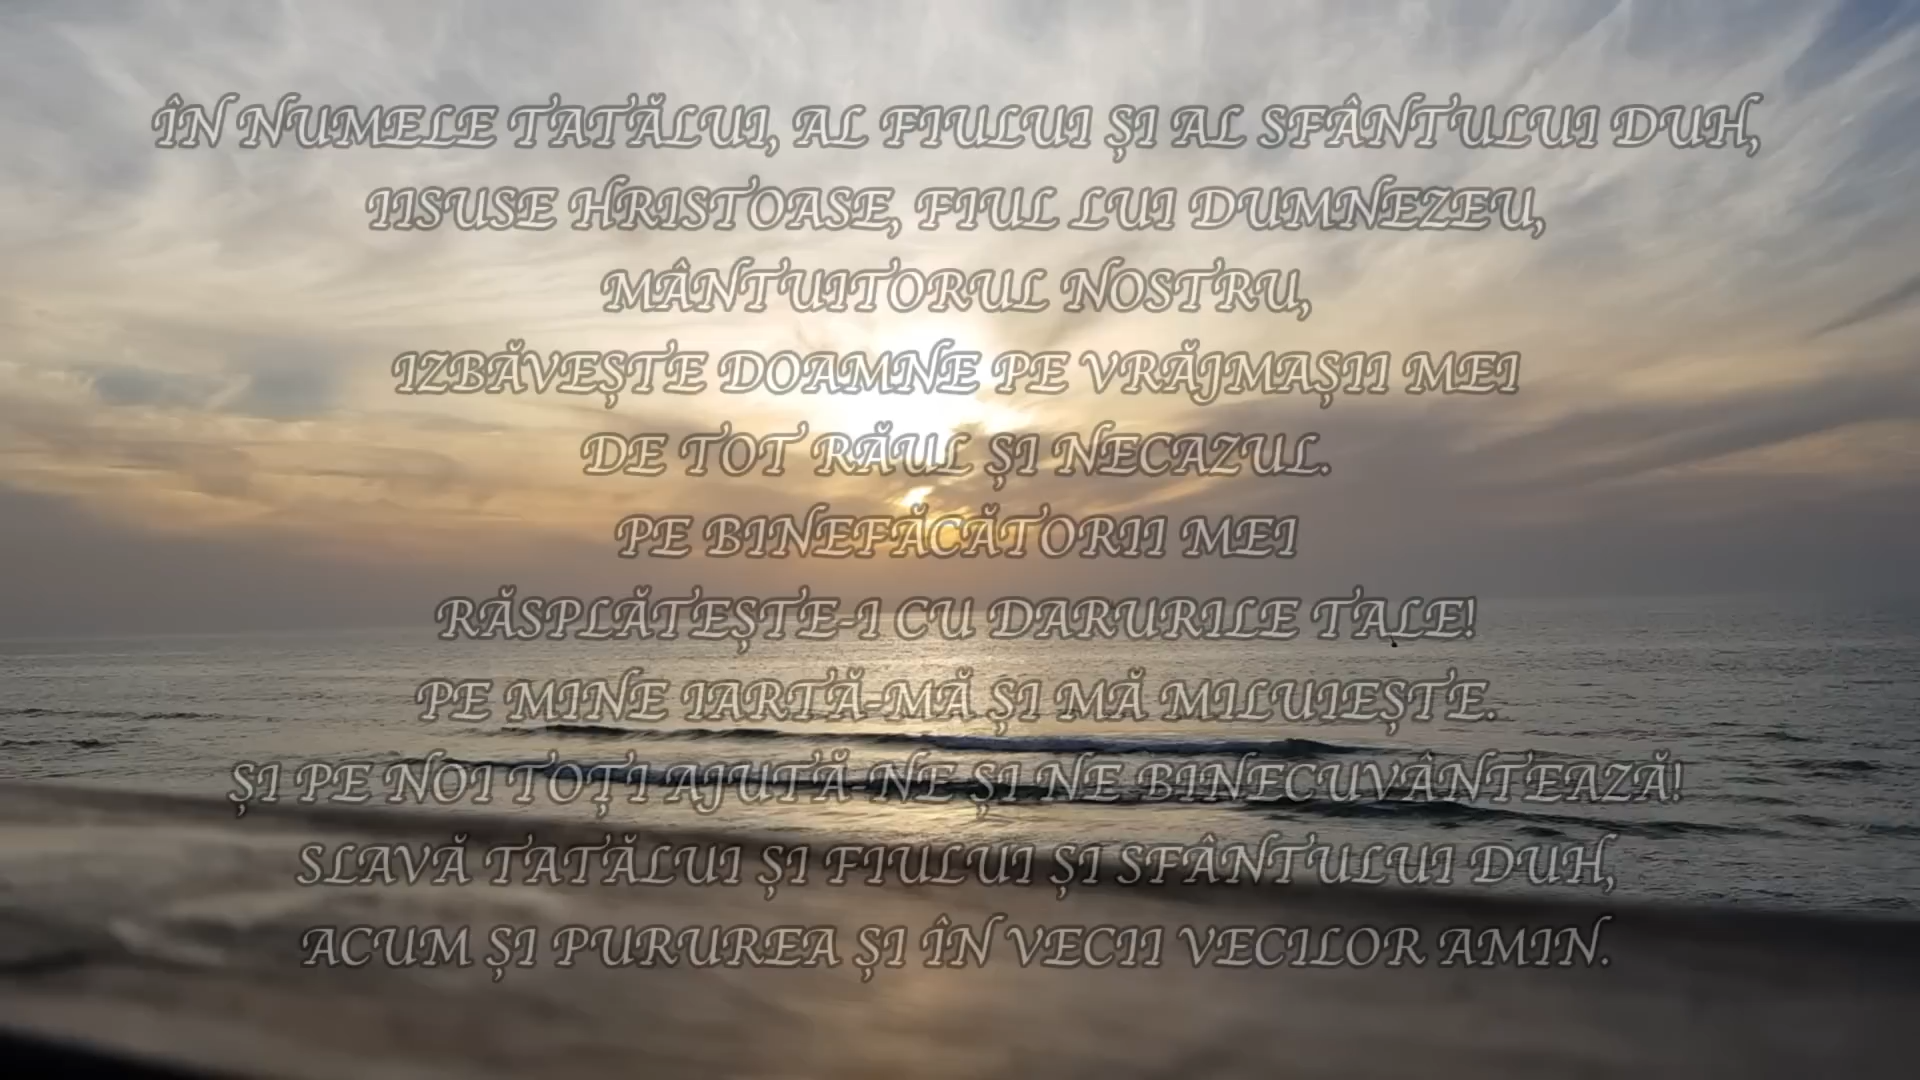 ÎN NUMELE TATĂLUI, AL FIULUI ȘI AL SFÂNTULUI DUH,
IISUSE HRISTOASE, FIUL LUI DUMNEZEU,
MÂNTUITORUL NOSTRU,
IZBĂVEȘTE DOAMNE PE VRĂJMAȘII MEI
DE TOT RĂUL ȘI NECAZUL.
PE BINEFĂCĂTORII MEI
RĂSPLĂTEȘTE-I CU DARURILE TALE!
PE MINE IARTĂ-MĂ ȘI MĂ MILUIEȘTE.
ȘI PE NOI TOȚI AJUTĂ-NE ȘI NE BINECUVÂNTEAZĂ!
SLAVĂ TATĂLUI ȘI FIULUI ȘI SFÂNTULUI DUH,
ACUM ȘI PURUREA ȘI ÎN VECII VECILOR AMIN.